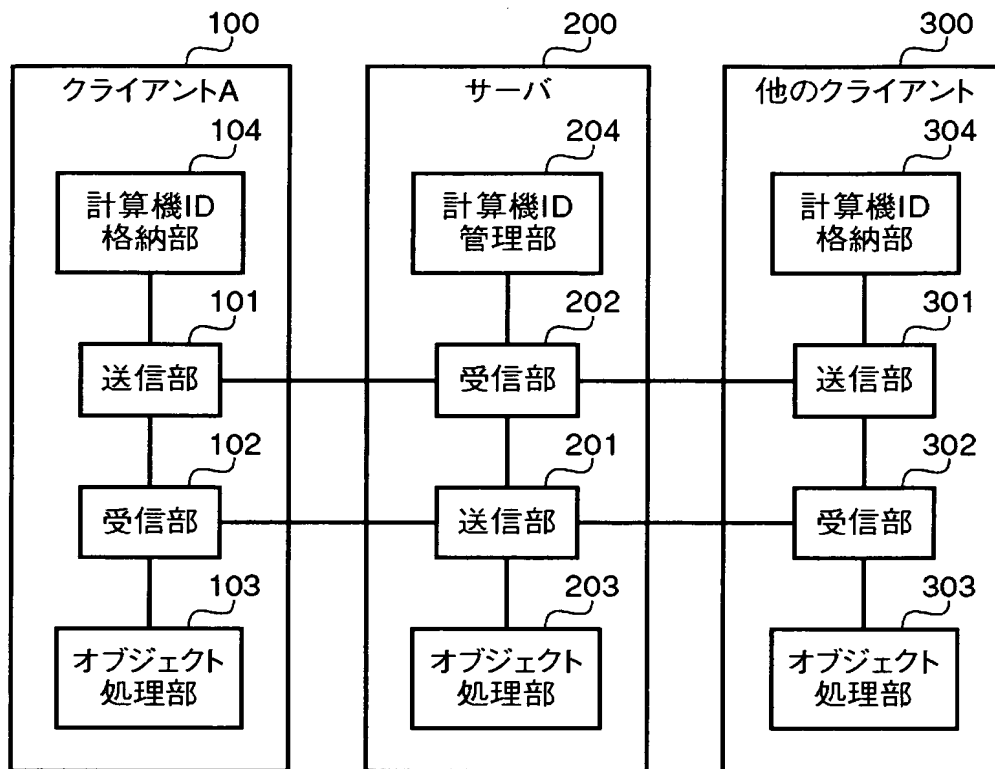 100 200 300
クライアントA サーバ 他のクライアント
104 204 304
計算機ID 計算機ID 計算機ID
格納部 管理部 格納部
101 202 301
送信部 受信部 送信部
102 201 302
受信部 送信部 受信部
103 203 303
オブジェクト オブジェクト オブジェクト
処理部 処理部 処理部